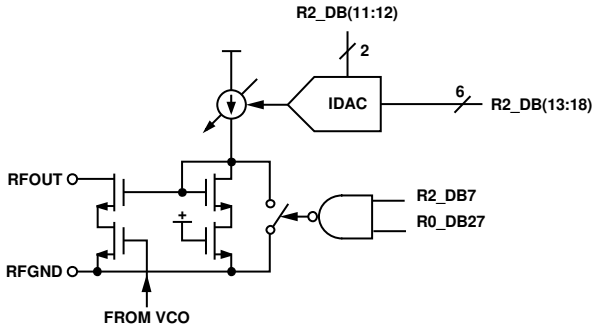 R2_DB(11:12)
2
IDAC
6
R2_DB(13:18)
RFOUT
R2_DB7
+
R0_DB27
RFGND
FROM VCO